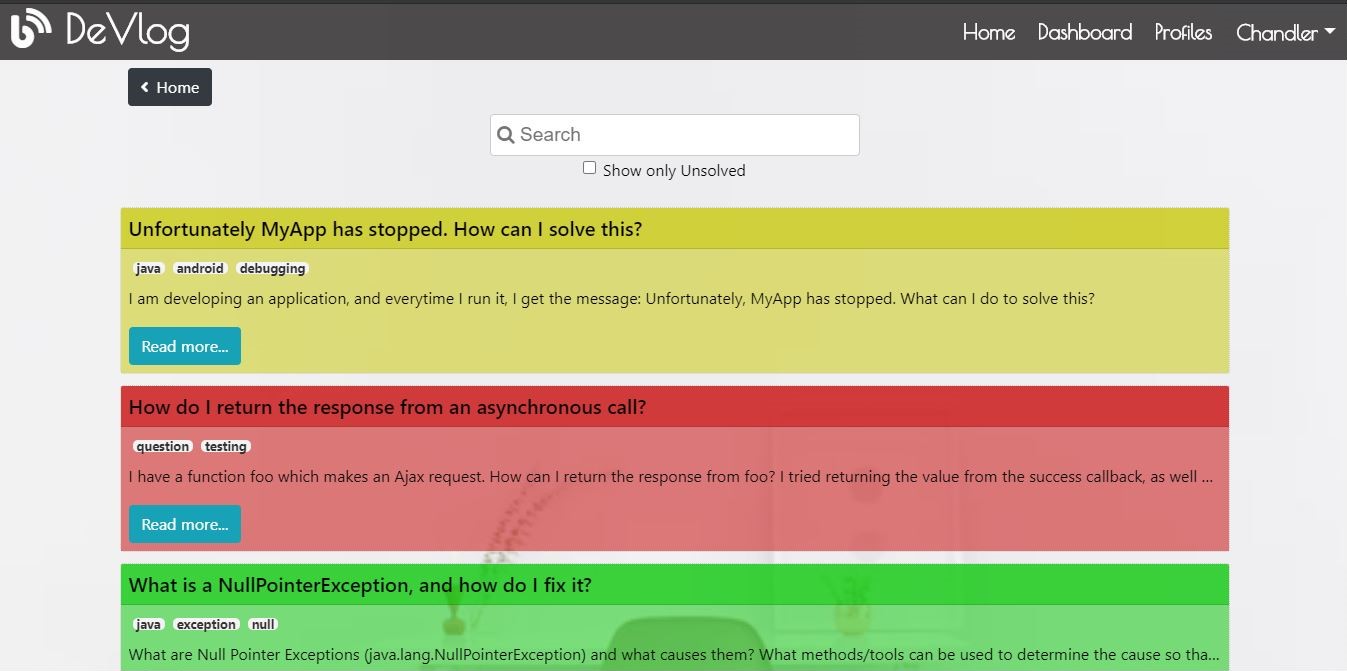 DeVlog
Home Dashboard Profiles Chandler
Home
Search
Show only Unsolved
Unfortunately MyApp has stopped. How can I solve this?
java android debugging
I am developing an application, and everytime I run it, I get the message: Unfortunately, MyApp has stopped. What can I do to solve this?
Read more...
How do I return the response from an asynchronous call?
question testing
I have a function foo which makes an Ajax request. How can I return the response from foo? I tried returning the value from the success callback, as well ...
Read more...
What is a NullPointerException, and how do I fix it?
java exception null
What are Null Pointer Exceptions (java.lang.NullPointerException) and what causes them? What methods/tools can be used to determine the cause so tha...